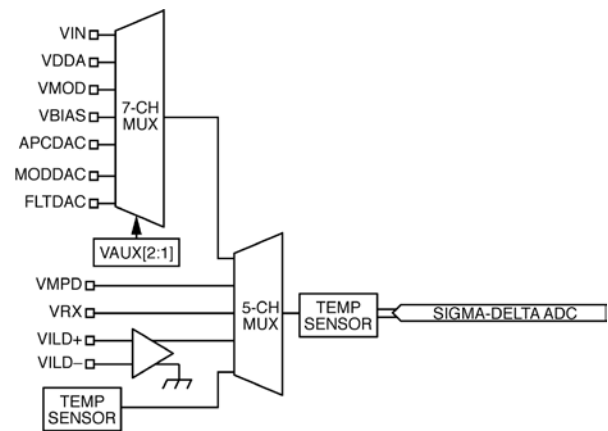 VIN
VDDA
VMOD
VBIAS
APCDAC
MODDAC
FLTDAC
7-CH
MUX
VAUX[2:1]
VMPD
VRX
VILD+
VILD−
TEMP
SENSOR
5-CH
MUX
TEMP
SENSOR
SIGMA-DELTA ADC